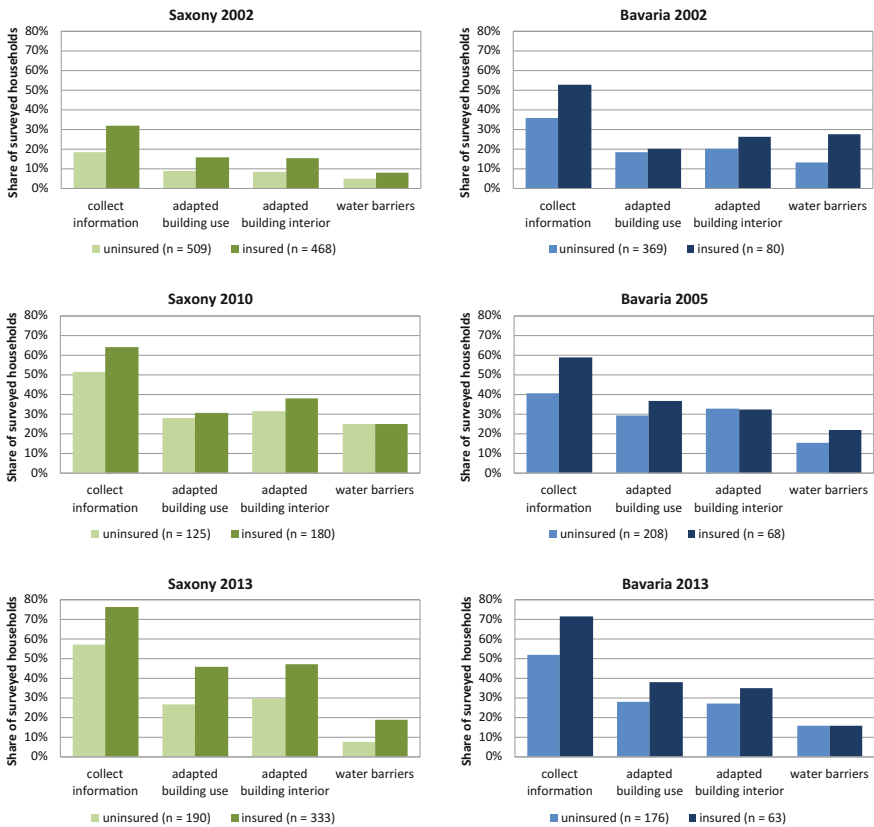 Saxony 2002
Share of surveyed households
80%
70%
60%
50%
40%
30%
20%
10%
0%
collect information
adapted building use
adapted building interior
water barriers
uninsured (n = 509)
insured (n = 468)
Bavaria 2002
Share of surveyed households
80%
70%
60%
50%
40%
30%
20%
10%
0%
collect information
adapted building use
adapted building interior
water barriers
uninsured (n = 369)
insured (n = 80)
Saxony 2010
Share of surveyed households
80%
70%
60%
50%
40%
30%
20%
10%
0%
collect information
adapted building use
adapted building interior
water barriers
uninsured (n = 125)
insured (n = 180)
Bavaria 2005
Share of surveyed households
80%
70%
60%
50%
40%
30%
20%
10%
0%
collect information
adapted building use
adapted building interior
water barriers
uninsured (n = 208)
insured (n = 68)
Saxony 2013
Share of surveyed households
80%
70%
60%
50%
40%
30%
20%
10%
0%
collect information
adapted building use
adapted building interior
water barriers
uninsured (n = 190)
insured (n = 333)
Bavaria 2013
Share of surveyed households
80%
70%
60%
50%
40%
30%
20%
10%
0%
collect information
adapted building use
adapted building interior
water barriers
uninsured (n = 176)
insured (n = 63)